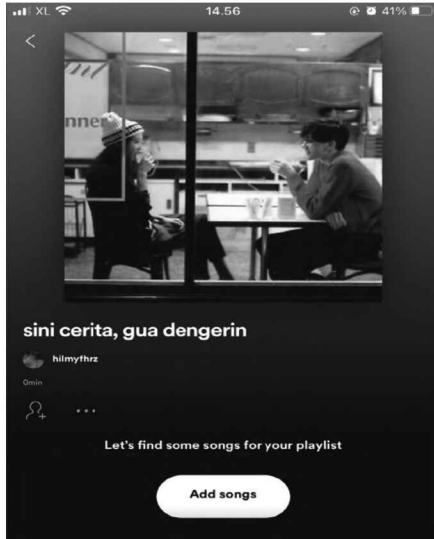 XL 14.56 41%
nner
sini cerita, gua dengerin
hilmyfhrz
0min
...
Let's find some songs for your playlist
Add songs